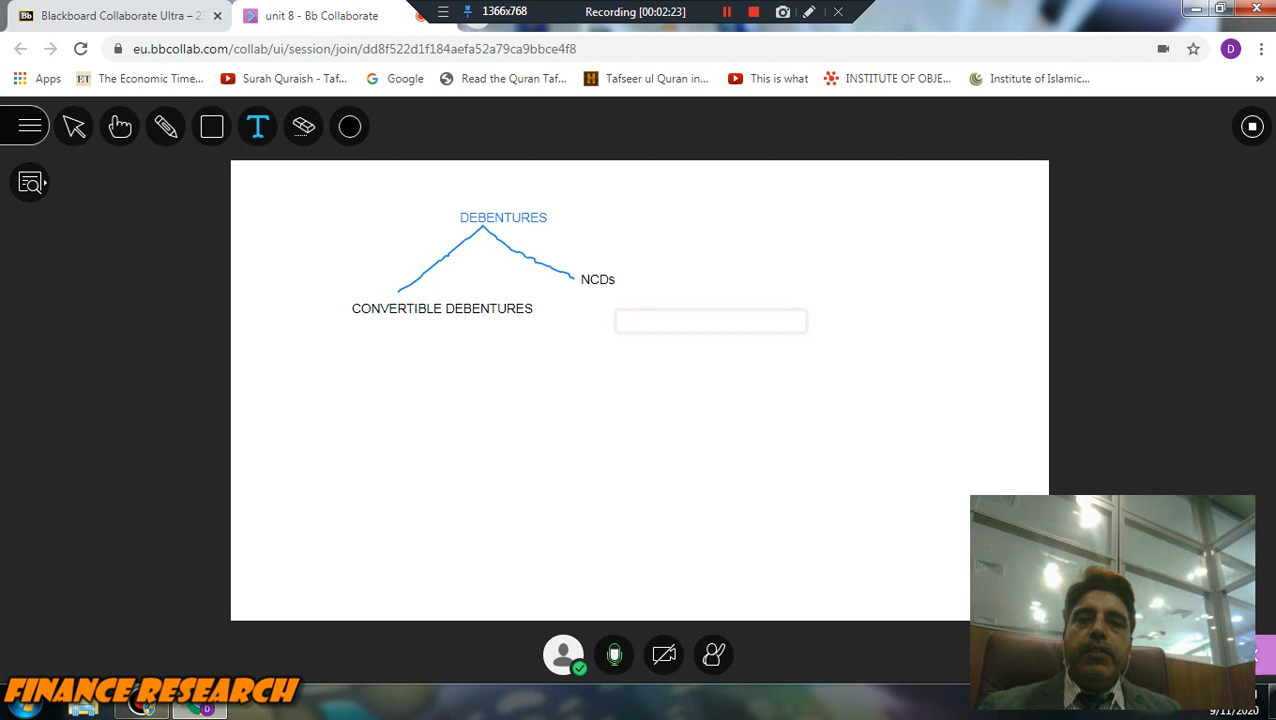 Blackboard Collaborate Ultra – 2
unit 8 - Bb Collaborate
1366x768
Recording [00:02:23]
eu.bbcollab.com/collab/ui/session/join/dd8f522d1f184aefa52a79ca9bbce4f8
D
Apps
ET The Economic Time...
Surah Quraish - Taf...
Google
Read the Quran Taf...
H Tafseer ul Quran in...
This is what
INSTITUTE OF OBJE...
Institute of Islamic...
»
T
DEBENTURES
NCDs
CONVERTIBLE DEBENTURES
FINANCE RESEARCH
D
9/11/2020